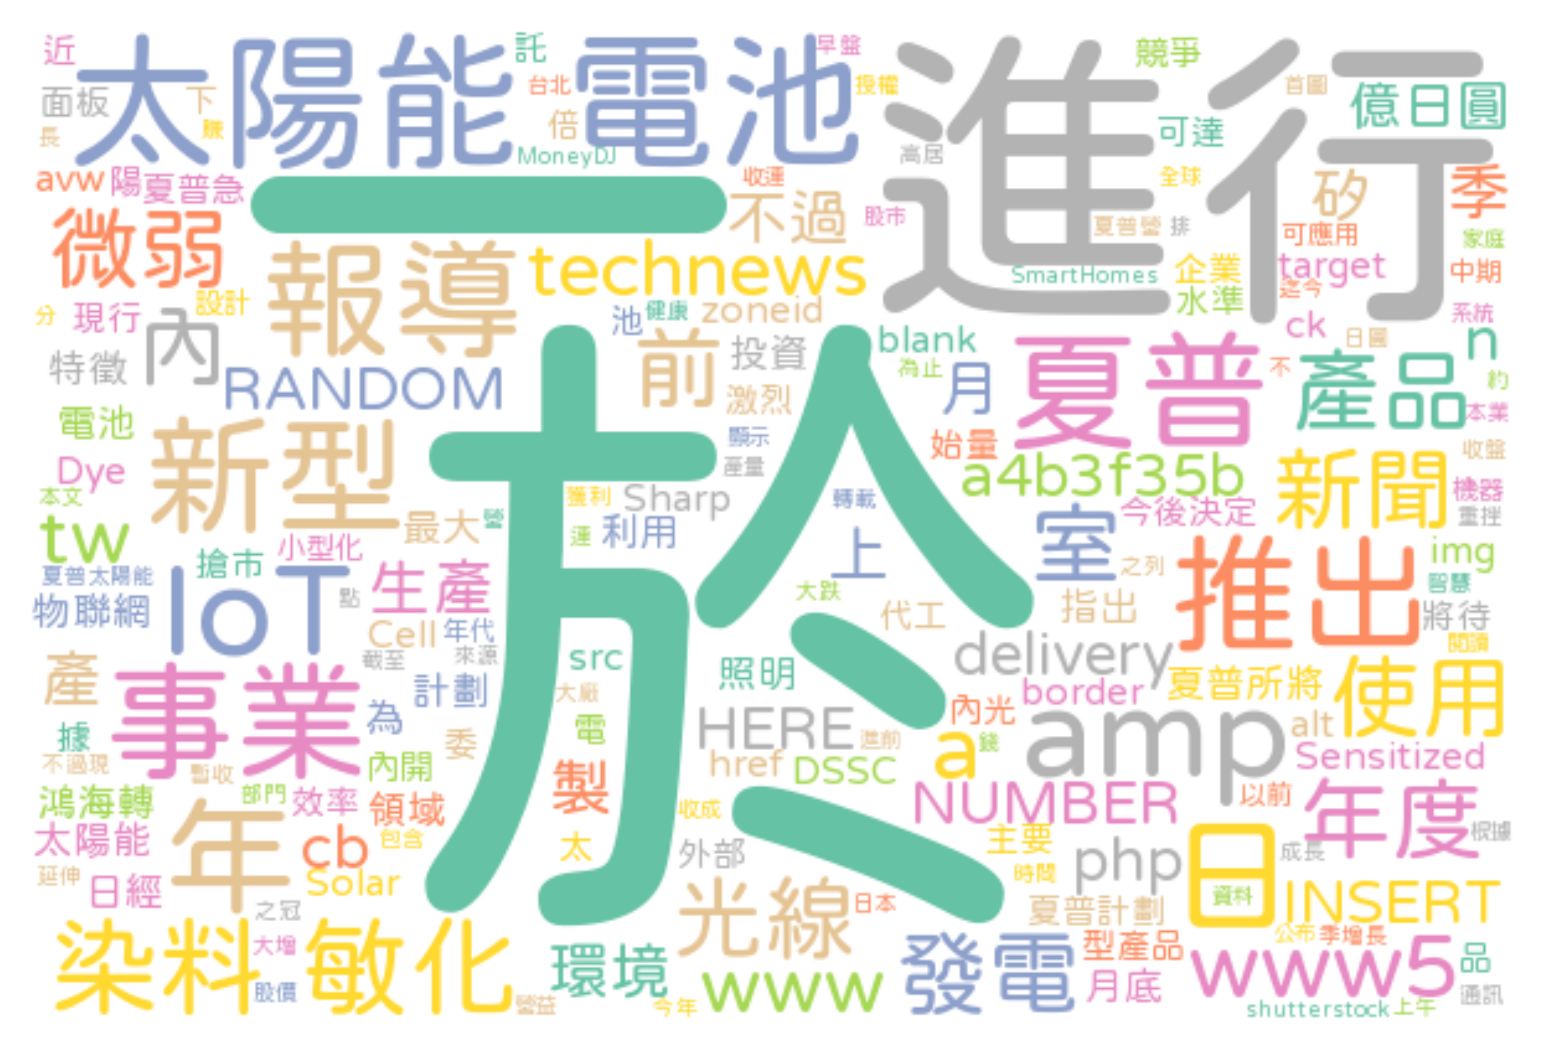 近
太陽能電池
託
早盤
進行
競爭
面板
下
台北
授權
首圖
億日圓
長
賺
倍
MoneyDJ
高居
可達
avw
陽
夏普急
一
收運
全球
矽
季
微弱
不過
股市
夏普營
排
可應用
家庭
報導
technews
SmartHomes
企業
target
中期
分
現行
設計
內
池
健康
zoneid
水準
迄今
系統
ck
日圓
n
特徵
RANDOM
前
投資
blank
為止
月
夏普
不
產品
約
電池
激烈
本業
新型
顯示
始量
收盤
Dye
產量
a4b3f35b
新聞
機器
本文
tw
最大
獲利
Sharp
轉載
今後決定
重挫
於
搶市
小型化
運
利用
上
室
之列
推出
img
夏普太陽能
IoT
生產
大跌
智慧
物聯網
點
代工
指出
將待
Cell
年代
截至
來源
src
照明
delivery
閱讀
產
事業
計劃
大廠
border
夏普所將
使用
據
為
電
HERE
內光
amp
alt
不過現
暫收
內開
委
進前
a
錢
Sensitized
href
DSSC
鴻海轉
部門
效率
領域
製
收成
NUMBER
以前
年度
太陽能
年
cb
包含
太
外部
主要
php
日
成長
根據
延伸
日經
Solar
時間
資料
INSERT
之冠
光線
日本
夏普計劃
染料敏化
大增
環境
發電
型產品
公布
季增長
www5
品
股價
營益
今年
www
月底
通訊
shutterstock
上午